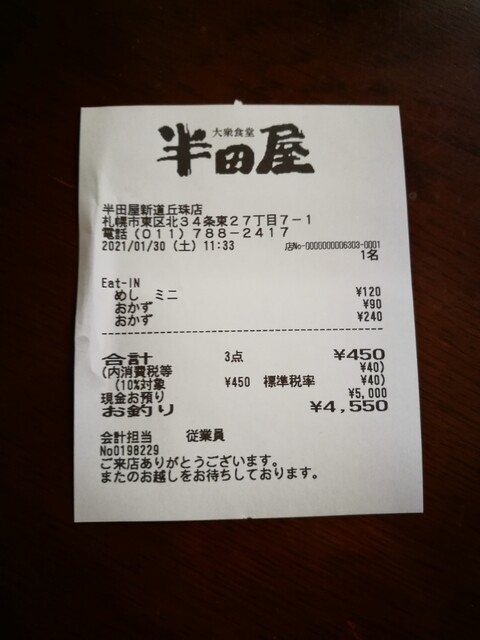 大衆食堂
半田屋
半田屋新道丘珠店
札幌市東区北34条東27丁目7-1
電話(011)788-2417
2021/01/30(土)11:33 店No-0000000006303-0001
1名
Eat-IN
めし ミニ ¥120
おかず ¥90
おかず ¥240
合計 3点 ¥450
(内消費税等 ¥40)
(10%対象 ¥450 標準税率 ¥40)
現金お預り ¥5,000
お釣り ¥4,550
会計担当 従業員
No0198229
ご来店ありがとうございます。
またのお越しをお待ちしております。